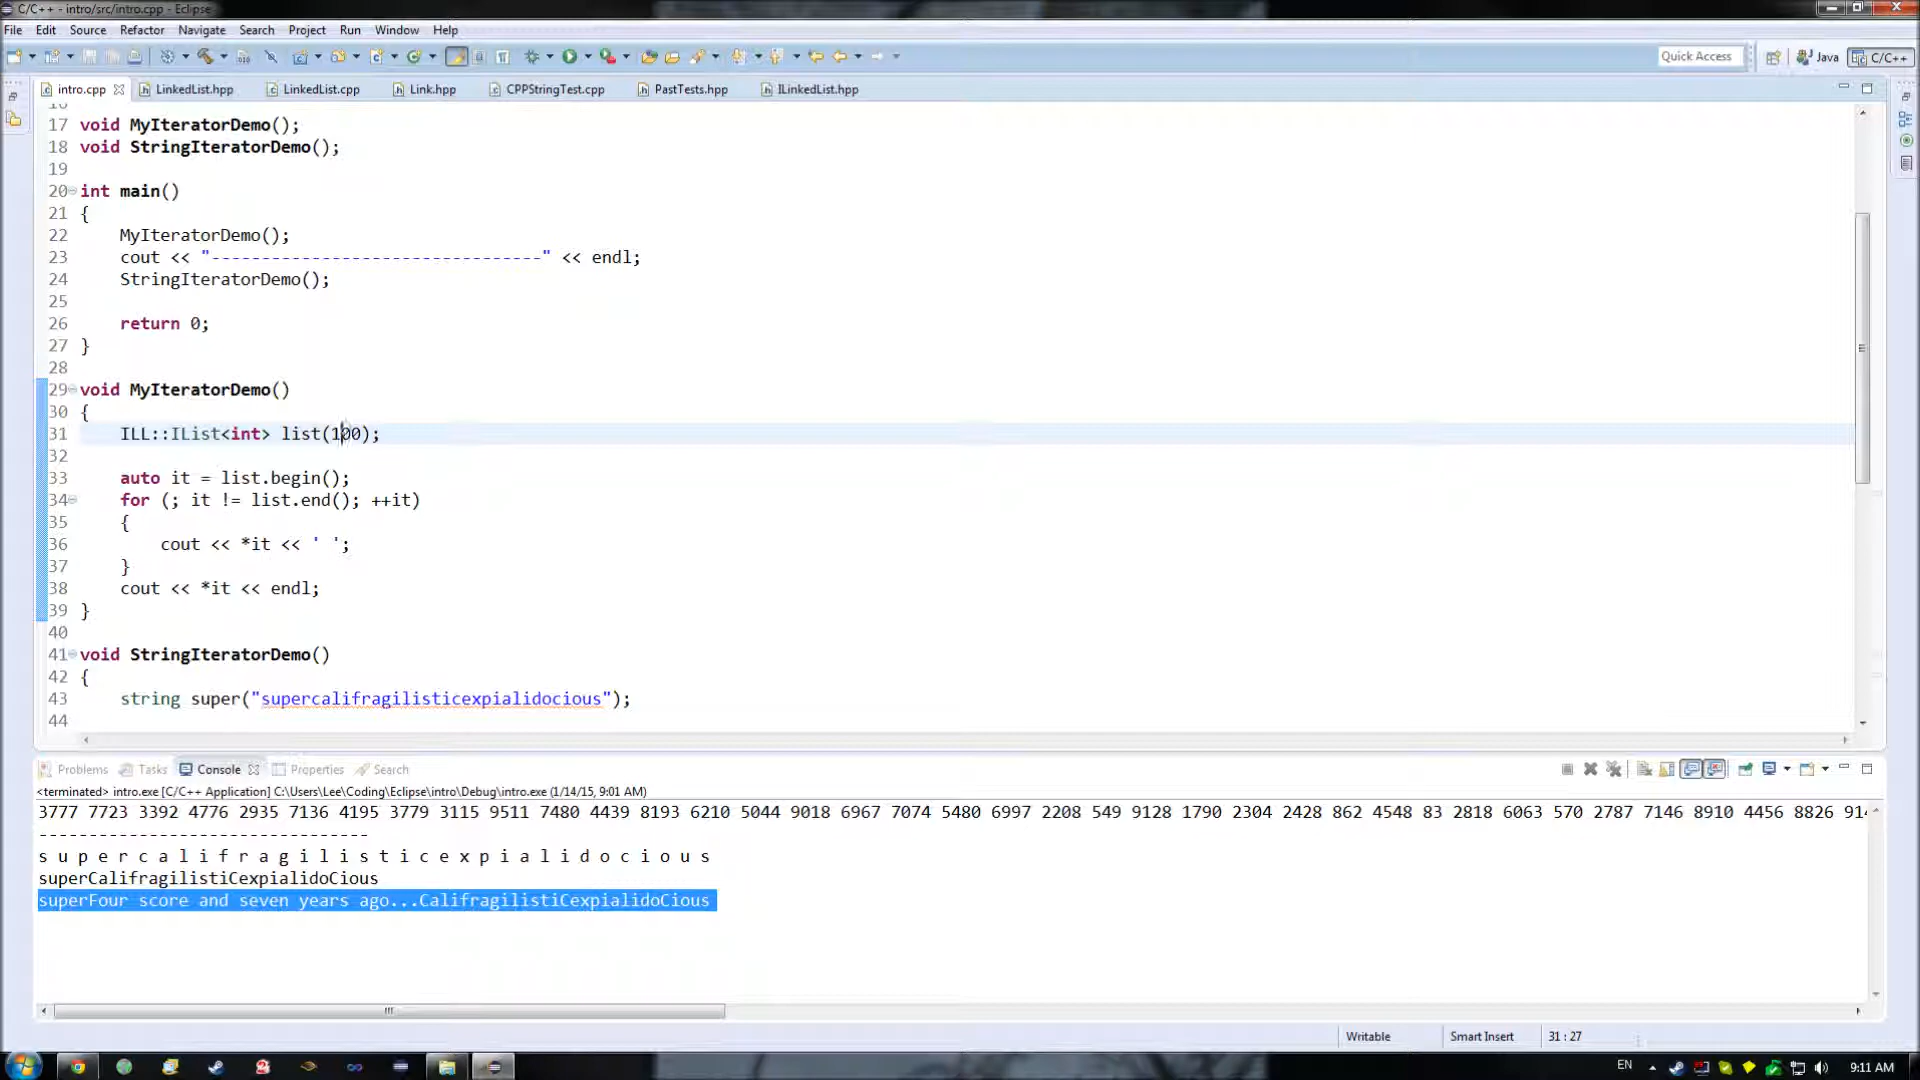 C/C++ - intro/src/intro.cpp - Eclipse
File Edit Source Refactor Navigate Search Project Run Window Help
Quick Access Java C/C++
intro.cpp LinkedList.hpp LinkedList.cpp Link.hpp CPPStringTest.cpp PastTests.hpp ILinkedList.hpp
16
17 void MyIteratorDemo();
18 void StringIteratorDemo();
19
20 int main()
21 {
22 MyIteratorDemo();
23 cout << "---------------------------------" << endl;
24 StringIteratorDemo();
25
26 return 0;
27 }
28
29 void MyIteratorDemo()
30 {
31 ILL::IList<int> list(100);
32
33 auto it = list.begin();
34 for (; it != list.end(); ++it)
35 {
36 cout << *it << ' ';
37 }
38 cout << *it << endl;
39 }
40
41 void StringIteratorDemo()
42 {
43 string super("supercalifragilisticexpialidocious");
44
Problems Tasks Console Properties Search
<terminated> intro.exe [C/C++ Application] C:\Users\Lee\Coding\Eclipse\intro\Debug\intro.exe (1/14/15, 9:01 AM)
3777 7723 3392 4776 2935 7136 4195 3779 3115 9511 7480 4439 8193 6210 5044 9018 6967 7074 5480 6997 2208 549 9128 1790 2304 2428 862 4548 83 2818 6063 570 2787 7146 8910 4456 8826 914
---------------------------------
s u p e r c a l i f r a g i l i s t i c e x p i a l i d o c i o u s
superCalifragilistiCexpialidoCious
superFour score and seven years ago...CalifragilistiCexpialidoCious
Writable Smart Insert 31 : 27
EN 9:11 AM